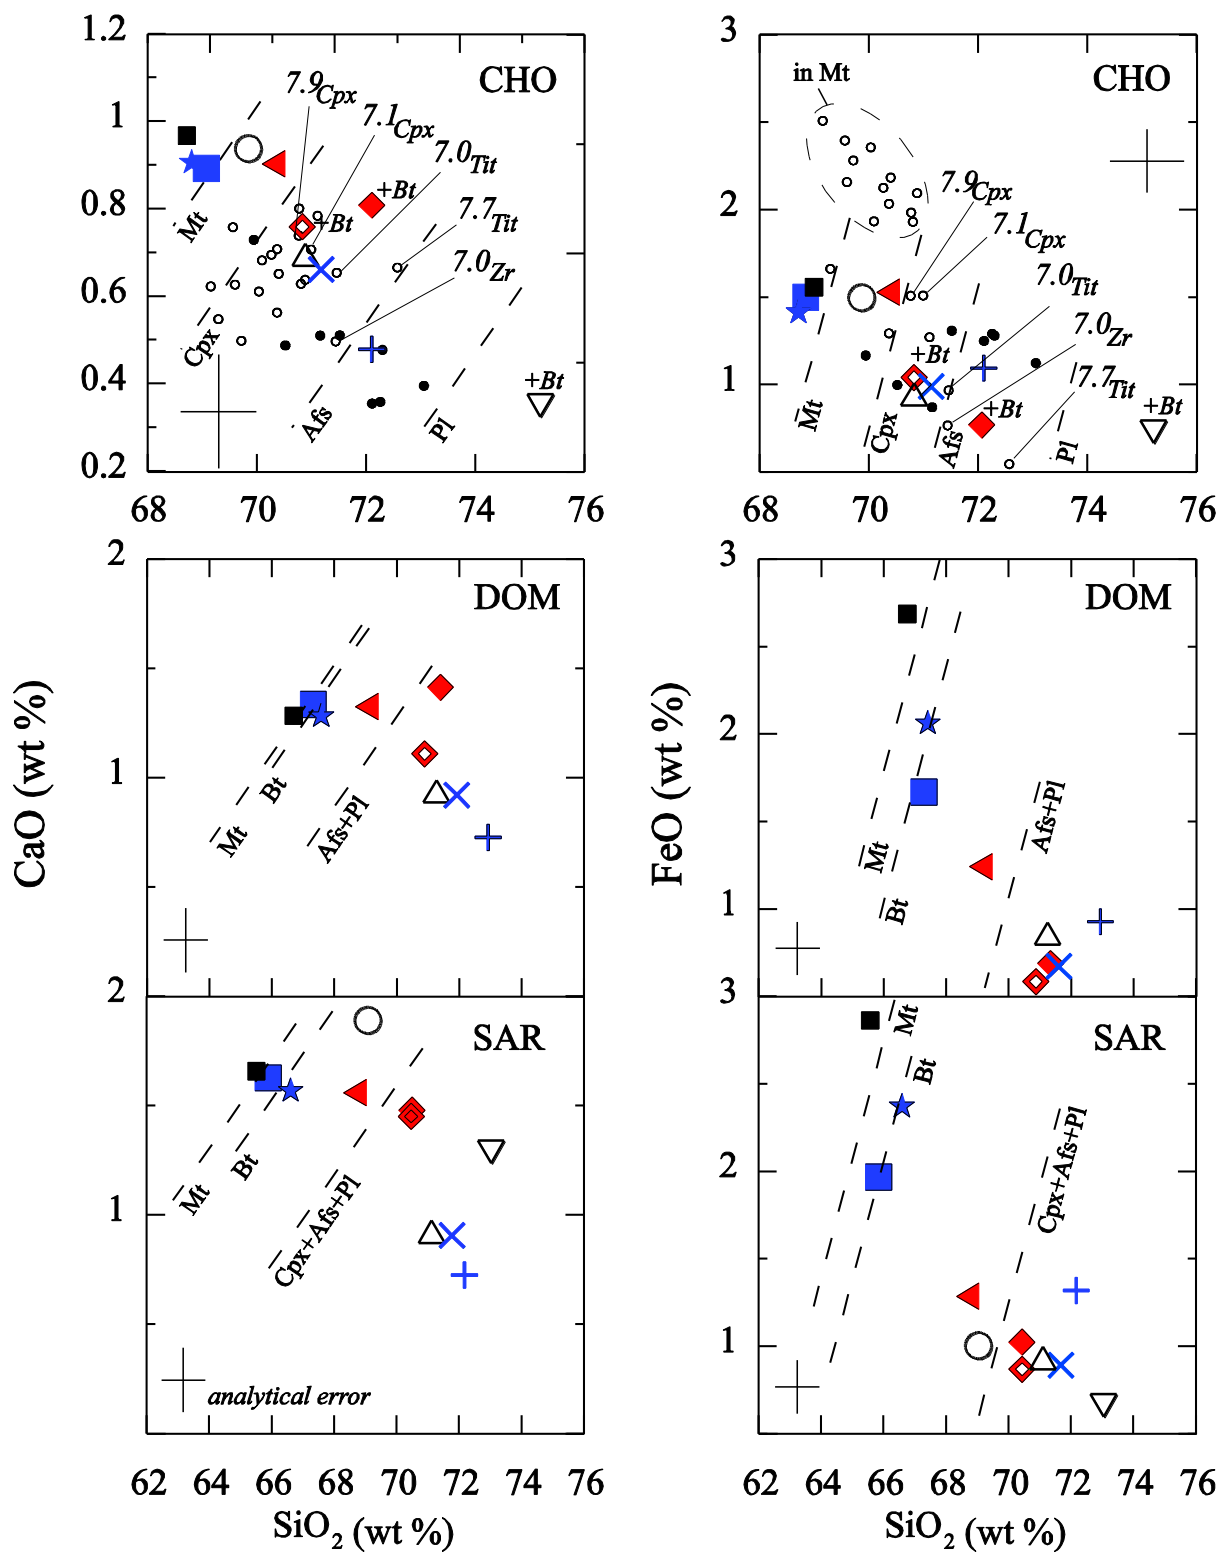 1.2
1
0.8
0.6
0.4
0.2
CHO
7.9Cpx
7.1Cpx
7.0Tit
7.7Tit
7.0Zr
+Bt
+Bt
+Bt
Mt
Cpx
Afs
Pl
68 70 72 74 76
3
2
1
in Mt
CHO
7.9Cpx
7.1Cpx
7.0Tit
7.0Zr
7.7Tit
+Bt
+Bt
+Bt
Mt
Cpx
Afs
Pl
68 70 72 74 76
CaO (wt %)
2
1
DOM
Mt
Bt
Afs+Pl
FeO (wt %)
3
2
1
DOM
Mt
Bt
Afs+Pl
2
1
SAR
Mt
Bt
Cpx+Afs+Pl
analytical error
62 64 66 68 70 72 74 76
SiO2 (wt %)
3
2
1
SAR
Mt
Bt
Cpx+Afs+Pl
62 64 66 68 70 72 74 76
SiO2 (wt %)